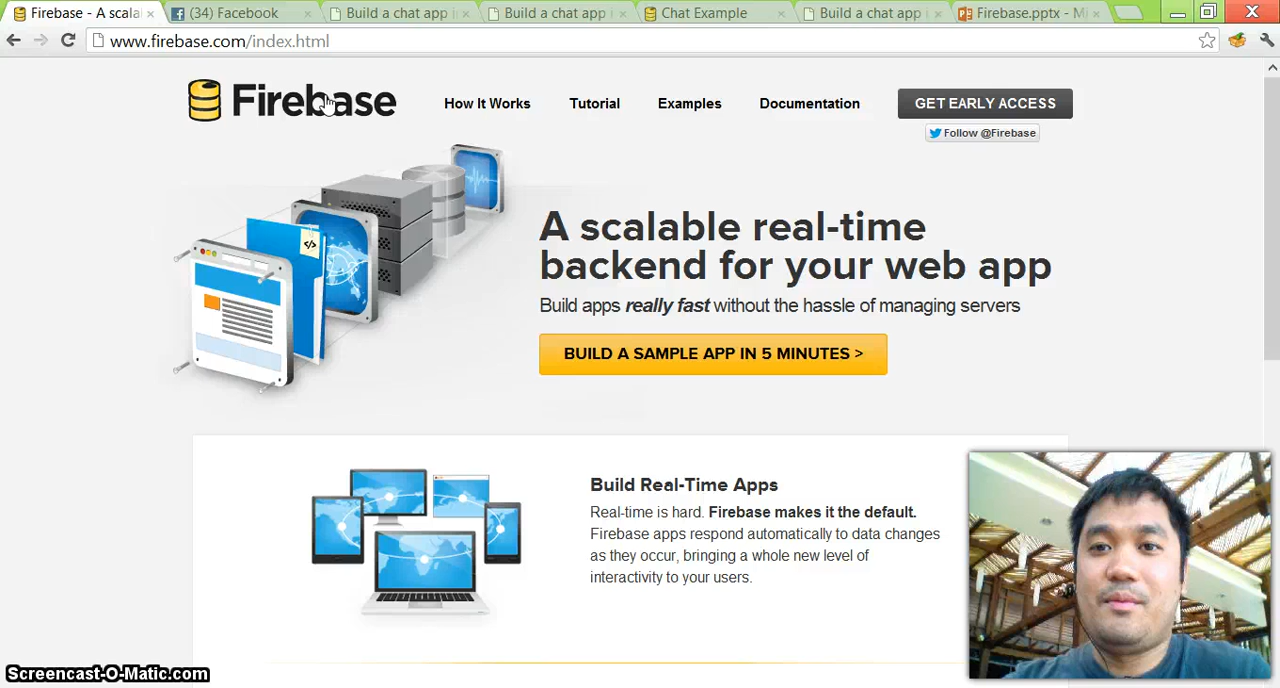 Firebase - A scala
(34) Facebook
Build a chat app i
Build a chat app i
Chat Example
Build a chat app i
Firebase.pptx - Mi
www.firebase.com/index.html
Firebase
How It Works
Tutorial
Examples
Documentation
GET EARLY ACCESS
Follow @Firebase
</>
A scalable real-time
backend for your web app
Build apps really fast without the hassle of managing servers
BUILD A SAMPLE APP IN 5 MINUTES >
Build Real-Time Apps
Real-time is hard. Firebase makes it the default.
Firebase apps respond automatically to data changes
as they occur, bringing a whole new level of
interactivity to your users.
Screencast-O-Matic.com